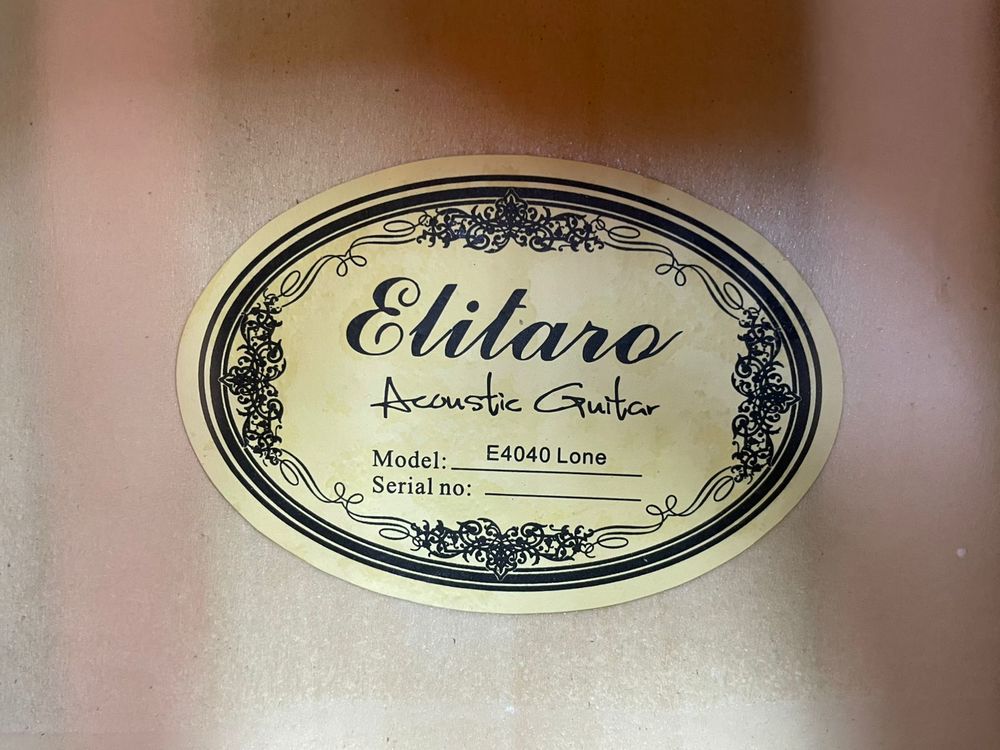 Elitaro
Acoustic Guitar
Model: E4040 Lone
Serial no: